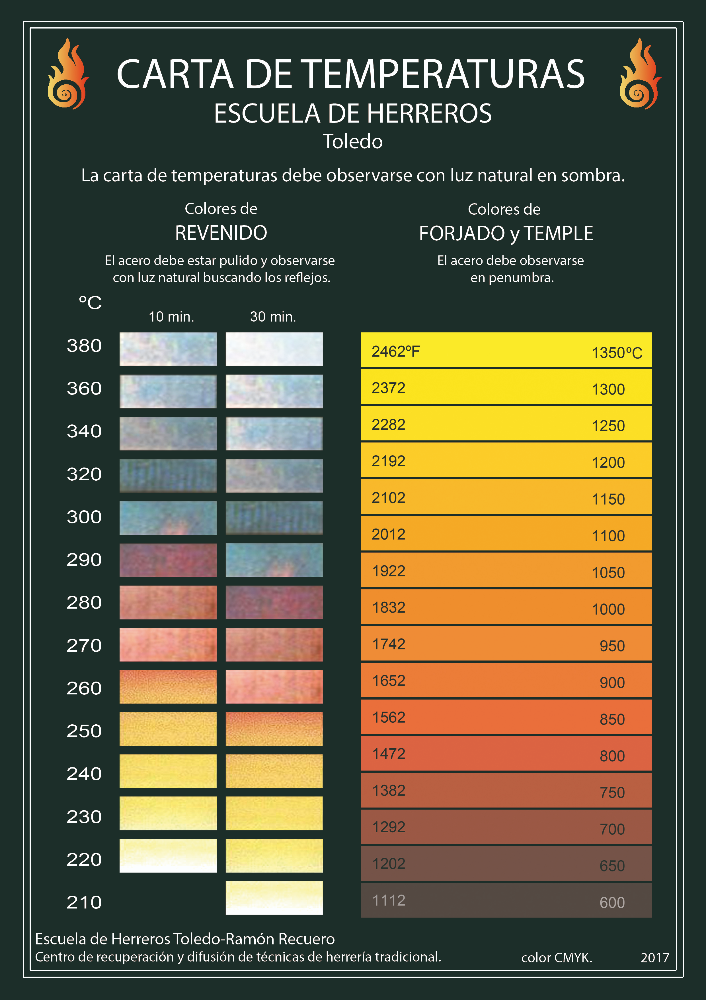 CARTA DE TEMPERATURAS
ESCUELA DE HERREROS
Toledo
La carta de temperaturas debe observarse con luz natural en sombra.
Colores de
REVENIDO
El acero debe estar pulido y observarse
con luz natural buscando los reflejos.
Colores de
FORJADO y TEMPLE
El acero debe observarse
en penumbra.
ºC
10 min. 30 min.
380
360
340
320
300
290
280
270
260
250
240
230
220
210
2462ºF 1350ºC
2372 1300
2282 1250
2192 1200
2102 1150
2012 1100
1922 1050
1832 1000
1742 950
1652 900
1562 850
1472 800
1382 750
1292 700
1202 650
1112 600
Escuela de Herreros Toledo-Ramón Recuero
Centro de recuperación y difusión de técnicas de herrería tradicional.
color CMYK. 2017